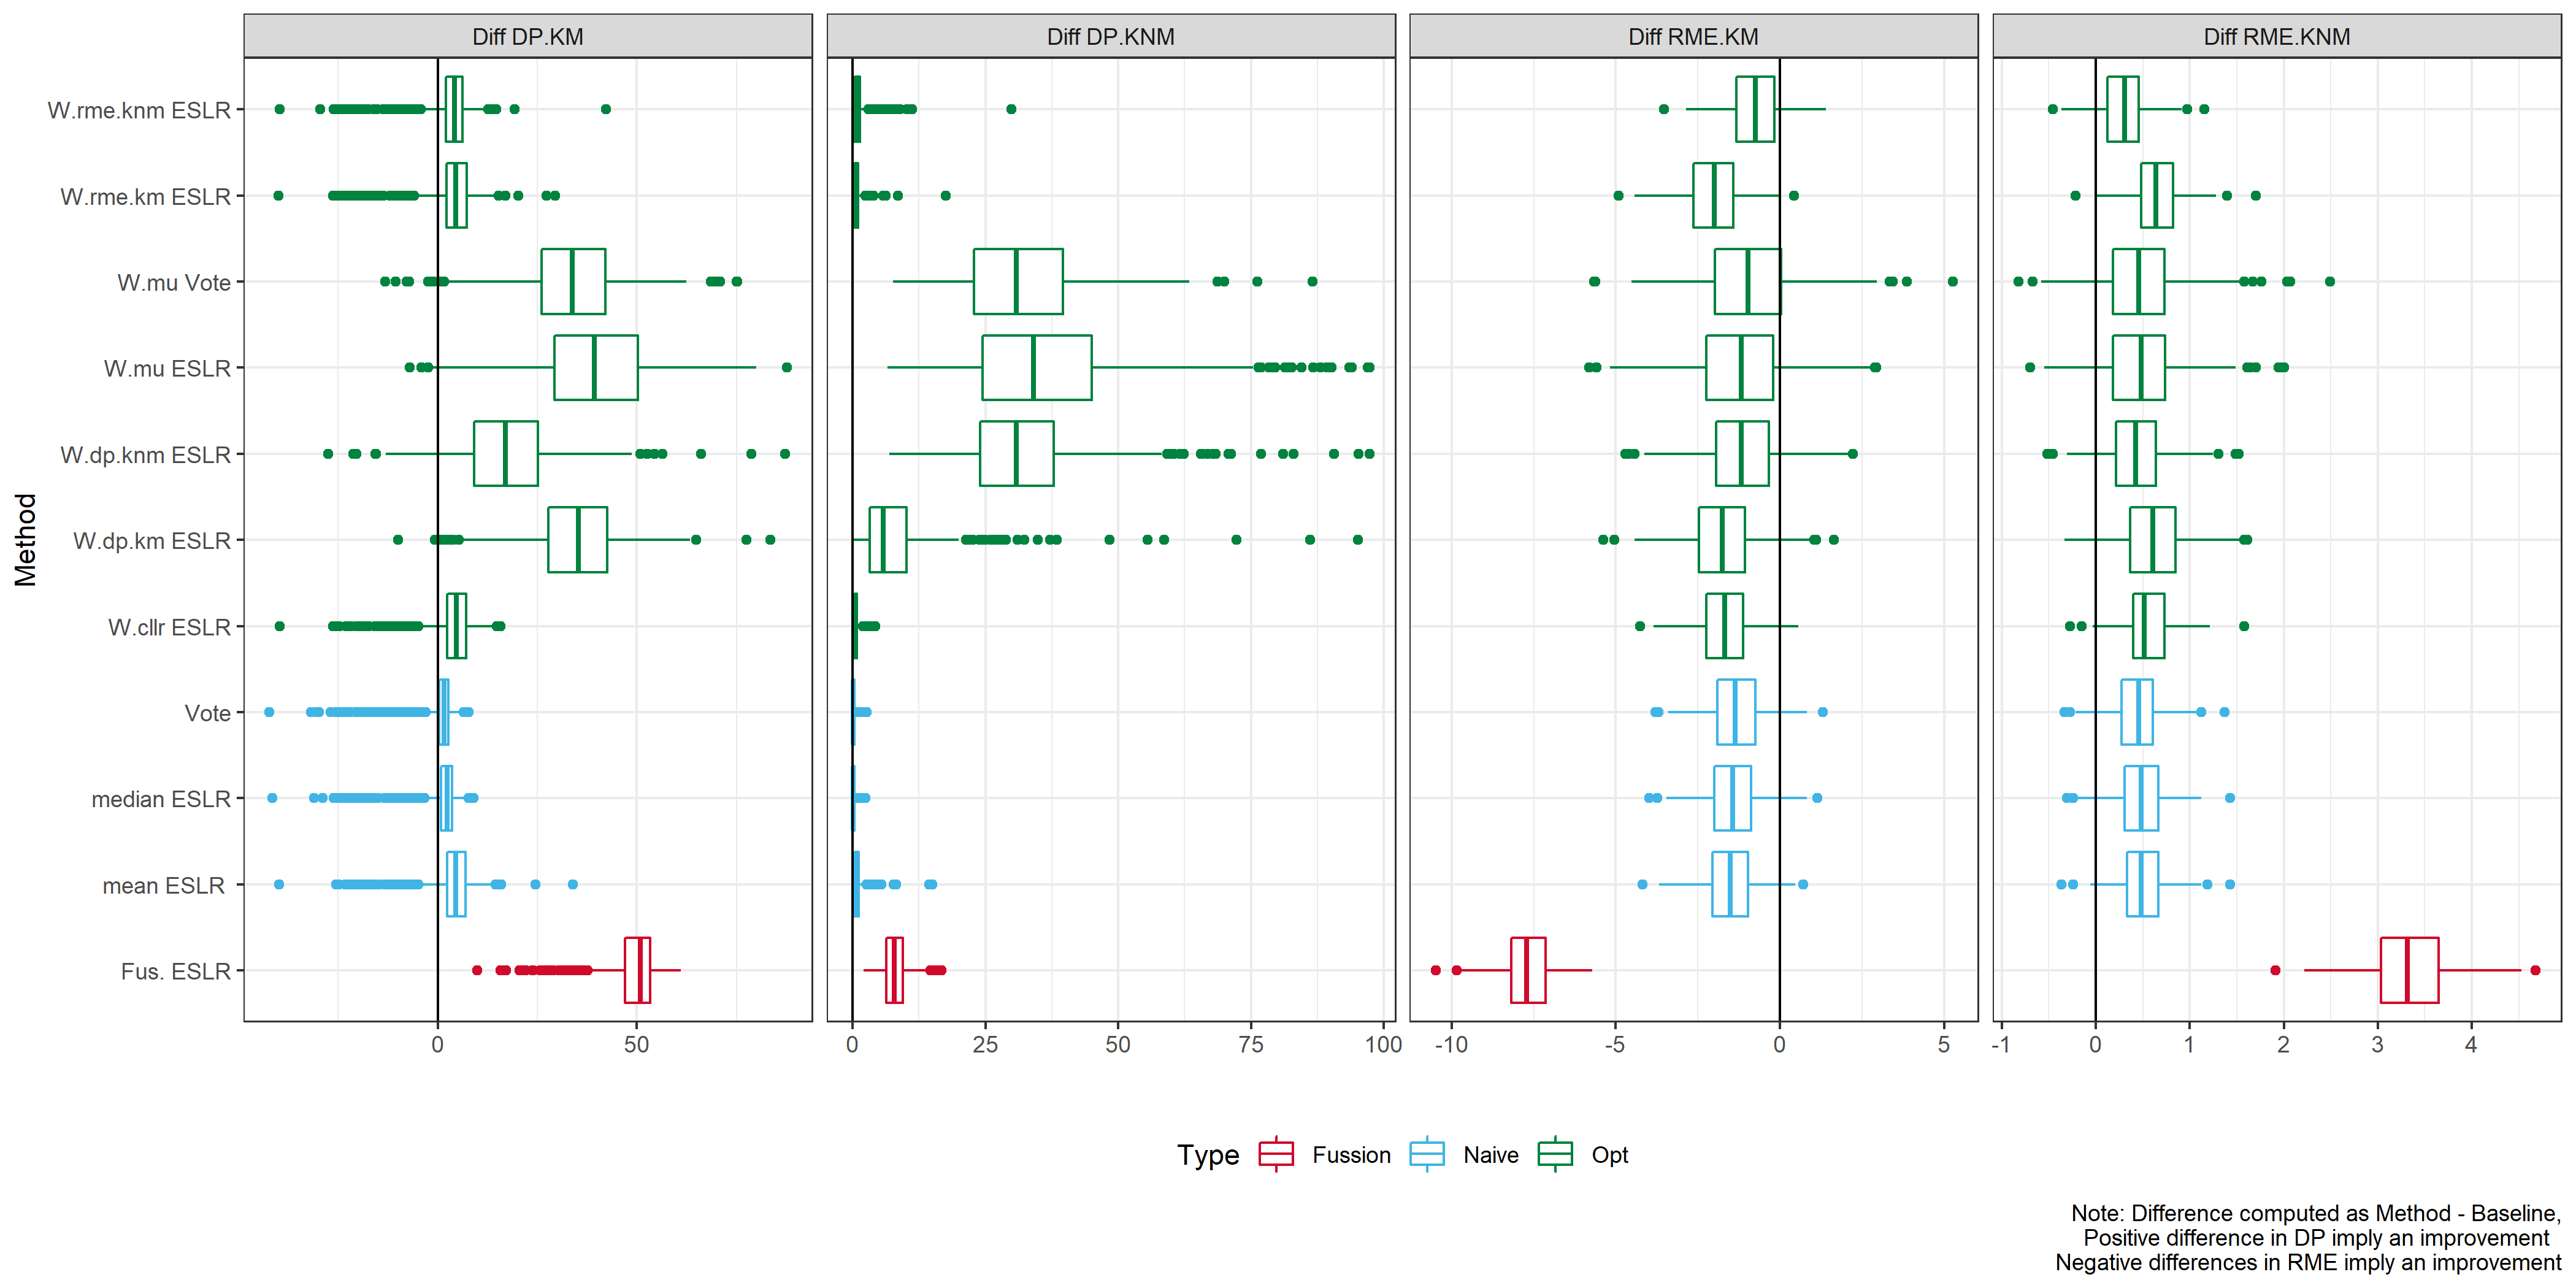 Diff DP.KM Diff DP.KNM Diff RME.KM Diff RME.KNM
W.rme.knm ESLR
W.rme.km ESLR
W.mu Vote
W.mu ESLR
W.dp.knm ESLR
W.dp.km ESLR
W.cllr ESLR
Vote
median ESLR
mean ESLR
Fus. ESLR
Method
0 50 0 25 50 75 100 -10 -5 0 5 -1 0 1 2 3 4
Type Fussion Naive Opt
Note: Difference computed as Method - Baseline,
Positive difference in DP imply an improvement
Negative differences in RME imply an improvement